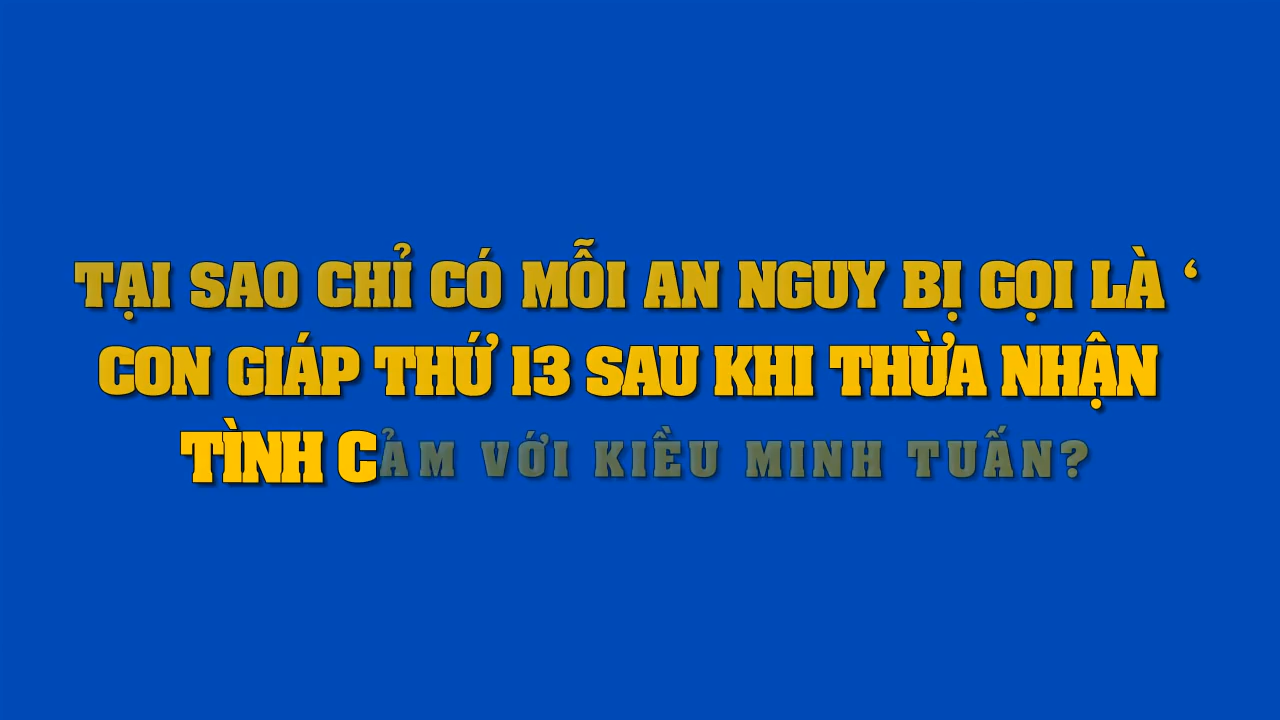 TẠI SAO CHỈ CÓ MỖI AN NGUY BỊ GỌI LÀ ‘
CON GIÁP THỨ 13 SAU KHI THỪA NHẬN
TÌNH CẢM VỚI KIỀU MINH TUẤN?